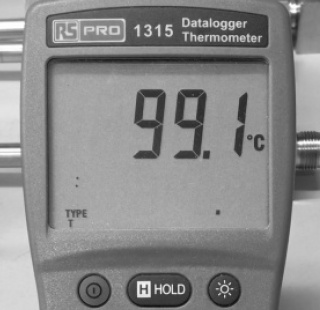 RS PRO 1315 Datalogger
Thermometer
99.1 °C
:
TYPE
T
H HOLD